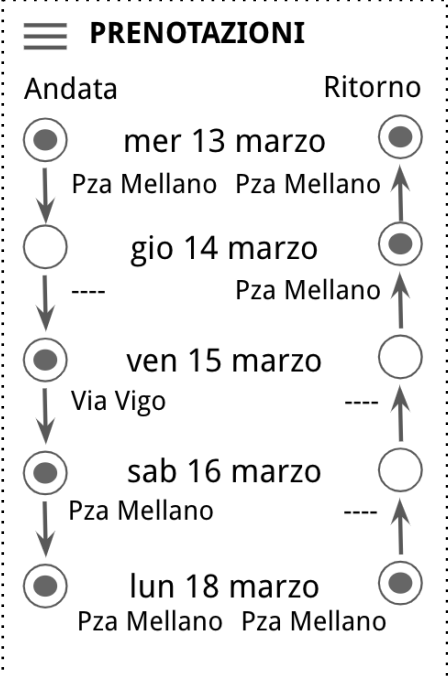 PRENOTAZIONI
Andata Ritorno
mer 13 marzo
Pza Mellano Pza Mellano
gio 14 marzo
---- Pza Mellano
ven 15 marzo
Via Vigo ----
sab 16 marzo
Pza Mellano ----
lun 18 marzo
Pza Mellano Pza Mellano